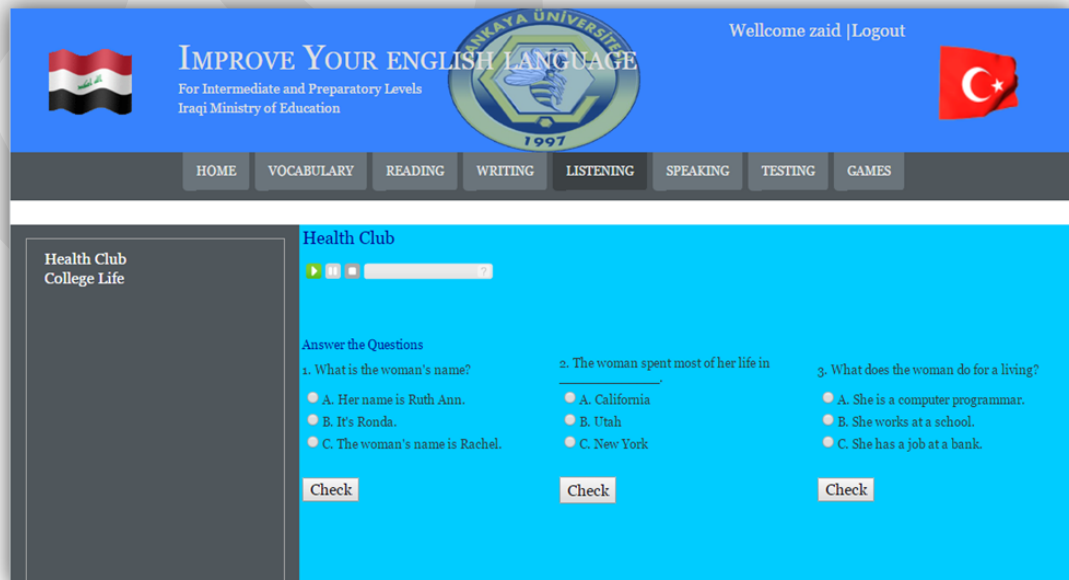 Wellcome zaid |Logout
IMPROVE YOUR ENGLISH LANGUAGE
For Intermediate and Preparatory Levels
Iraqi Ministry of Education
ANKAYA ÜNİVERSİTE
1997
HOME VOCABULARY READING WRITING LISTENING SPEAKING TESTING GAMES
Health Club
College Life
Health Club
?
Answer the Questions
1. What is the woman's name?
A. Her name is Ruth Ann.
B. It's Ronda.
C. The woman's name is Rachel.
Check
2. The woman spent most of her life in
_______________.
A. California
B. Utah
C. New York
Check
3. What does the woman do for a living?
A. She is a computer programmar.
B. She works at a school.
C. She has a job at a bank.
Check